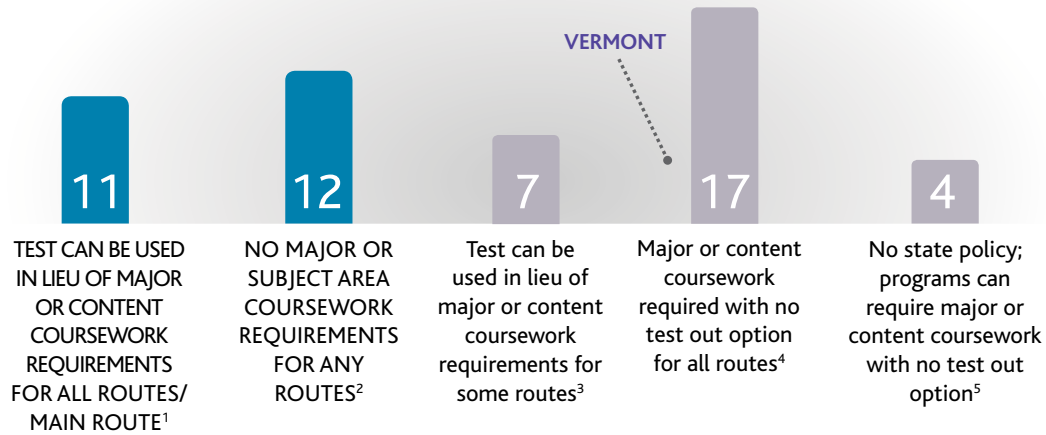 VERMONT
11
12
7
17
4
TEST CAN BE USED
IN LIEU OF MAJOR
OR CONTENT
COURSEWORK
REQUIREMENTS
FOR ALL ROUTES/
MAIN ROUTE¹
NO MAJOR OR
SUBJECT AREA
COURSEWORK
REQUIREMENTS
FOR ANY
ROUTES²
Test can be
used in lieu of
major or content
coursework
requirements for
some routes³
Major or content
coursework
required with no
test out option
for all routes⁴
No state policy;
programs can
require major or
content coursework
with no test out
option⁵